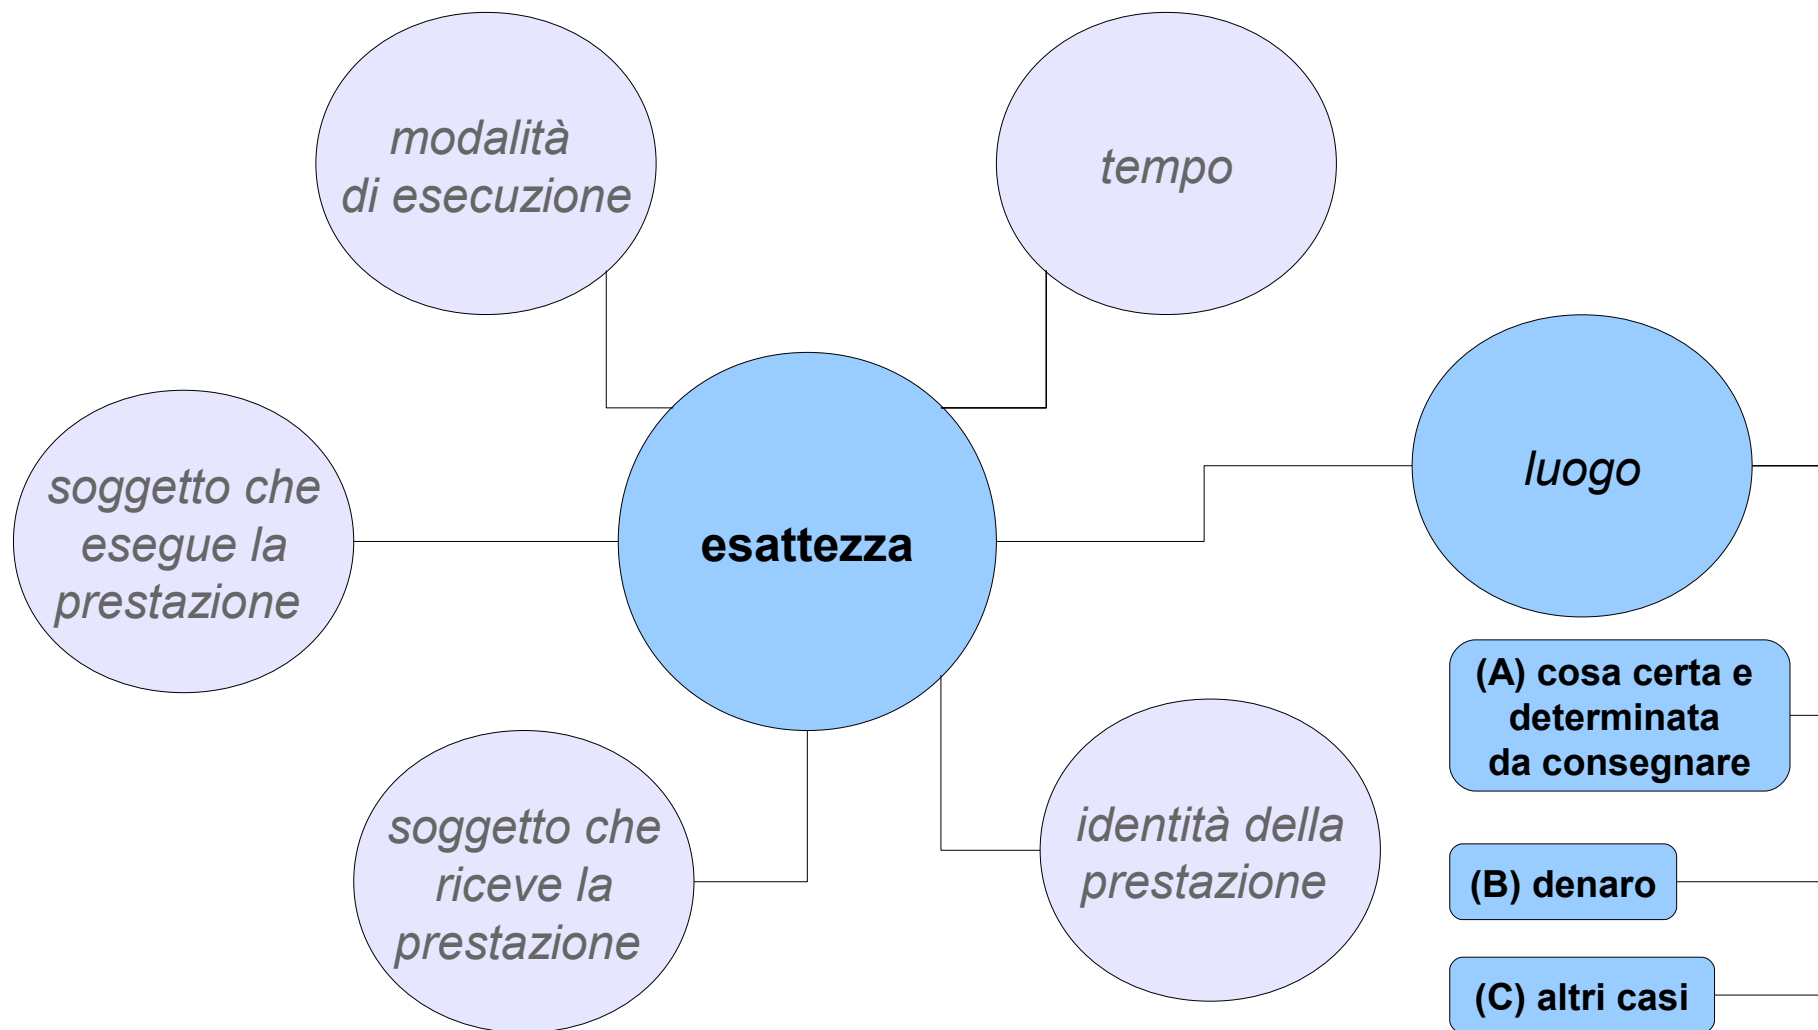 modalità
di esecuzione
tempo
luogo
soggetto che
esegue la
prestazione
esattezza
(A) cosa certa e
determinata
da consegnare
soggetto che
riceve la
prestazione
identità della
prestazione
(B) denaro
(C) altri casi